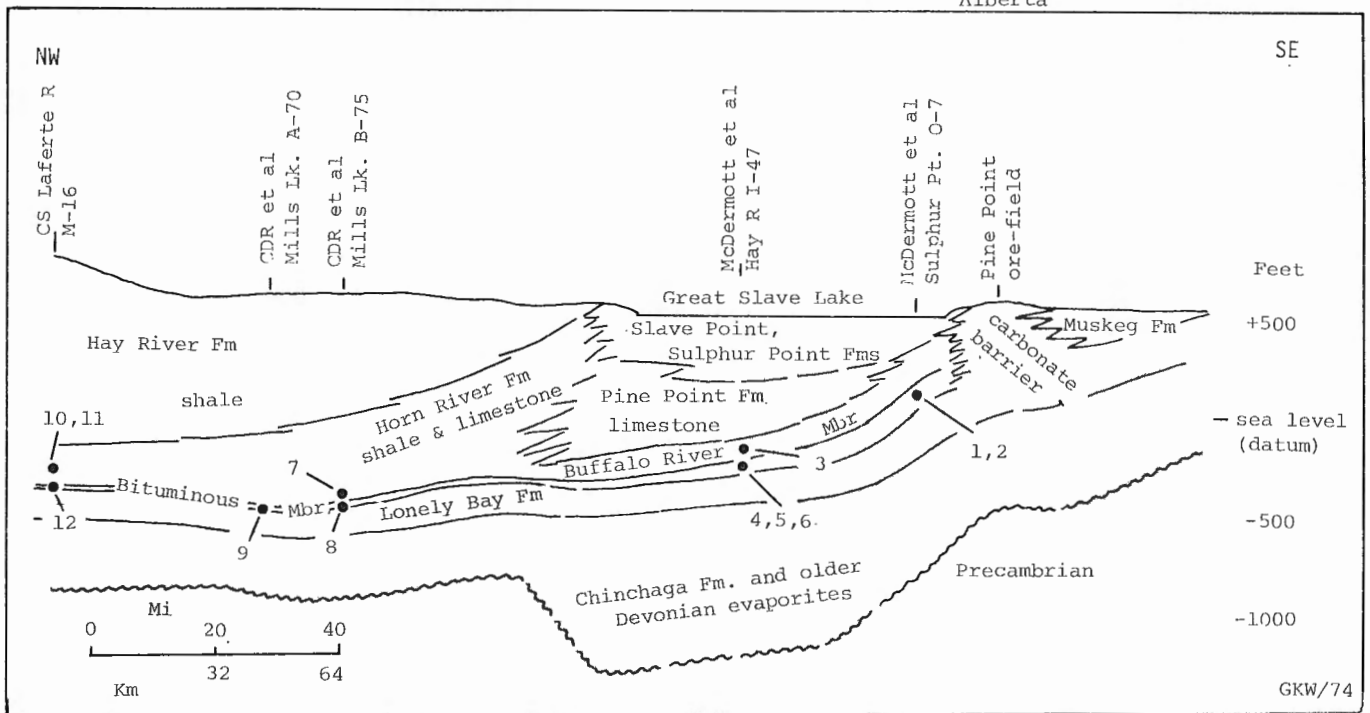 Alberta
NW
SE
CS Laferte R
M-16
CDR et al
Mills Lk. A-70
CDR et al
Mills Lk. B-75
McDermott et al
Hay R I-47
McDermott et al
Sulphur Pt. O-7
Pine Point
ore-field
Feet
Great Slave Lake
+500
Slave Point,
Sulphur Point Fms
carbonate
barrier
Muskeg Fm
Hay River Fm
shale
Horn River Fm
shale & limestone
Pine Point Fm.
limestone
Mbr
Buffalo River
sea level
(datum)
10,11
7
3
1,2
Bituminous
Mbr
Lonely Bay Fm
12
9
8
4,5,6.
-500
Chinchaga Fm. and older
Devonian evaporites
Precambrian
-1000
Mi
0 20 40
32 64
Km
GKW/74